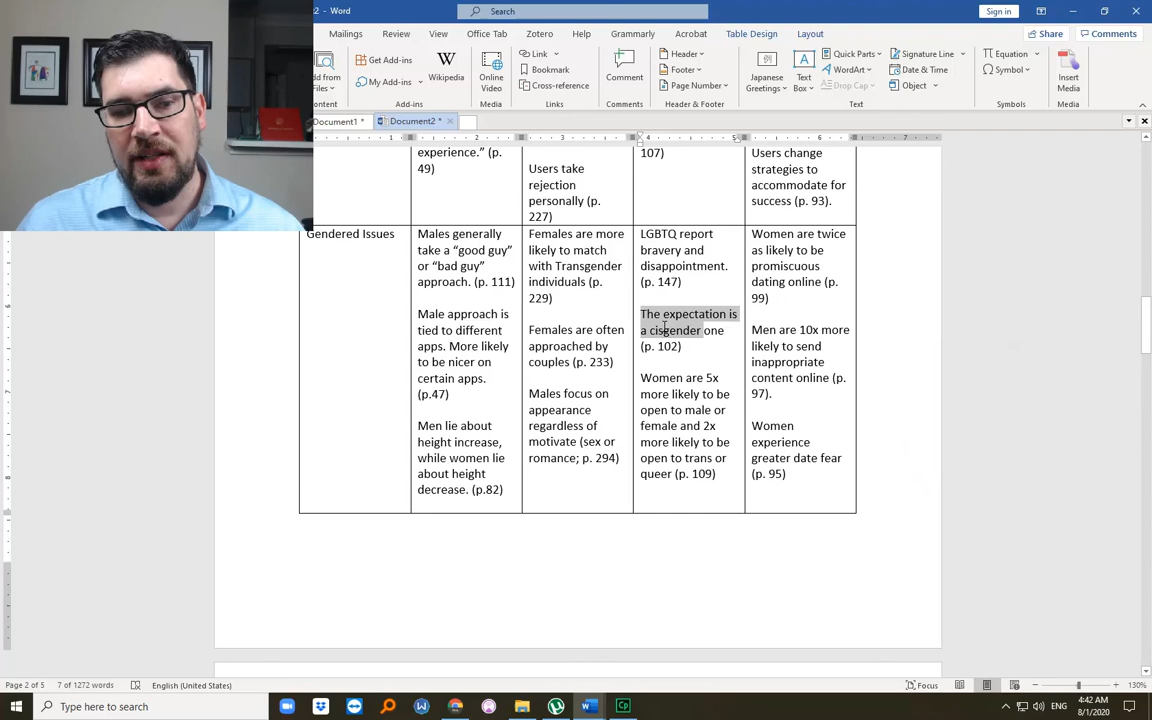 2 - Word
Search
Sign in
Mailings Review View Office Tab Zotero Help Grammarly Acrobat Table Design Layout
Share Comments
Get Add-ins
My Add-ins
Add-ins
Wikipedia
Online
Video
Media
Link
Bookmark
Cross-reference
Links
Comment
Comments
Header
Footer
Page Number
Header & Footer
Japanese
Greetings
Text
Box
Quick Parts
WordArt
Drop Cap
Signature Line
Date & Time
Object
Text
Equation
Symbol
Symbols
Insert
Media
Media
Document1 *
Document2 *
1 2 3 4 5 6 7
experience.” (p.
49)
Users take
rejection
personally (p.
227)
107)
Users change
strategies to
accommodate for
success (p. 93).
Gendered Issues
Males generally
take a “good guy”
or “bad guy”
approach. (p. 111)
Male approach is
tied to different
apps. More likely
to be nicer on
certain apps.
(p.47)
Men lie about
height increase,
while women lie
about height
decrease. (p.82)
Females are more
likely to match
with Transgender
individuals (p.
229)
Females are often
approached by
couples (p. 233)
Males focus on
appearance
regardless of
motivate (sex or
romance; p. 294)
LGBTQ report
bravery and
disappointment.
(p. 147)
The expectation is
a cisgender one
(p. 102)
Women are 5x
more likely to be
open to male or
female and 2x
more likely to be
open to trans or
queer (p. 109)
Women are twice
as likely to be
promiscuous
dating online (p.
99)
Men are 10x more
likely to send
inappropriate
content online (p.
97).
Women
experience
greater date fear
(p. 95)
Page 2 of 5 7 of 1272 words English (United States)
Focus
130%
Type here to search
ENG
4:42 AM
8/1/2020